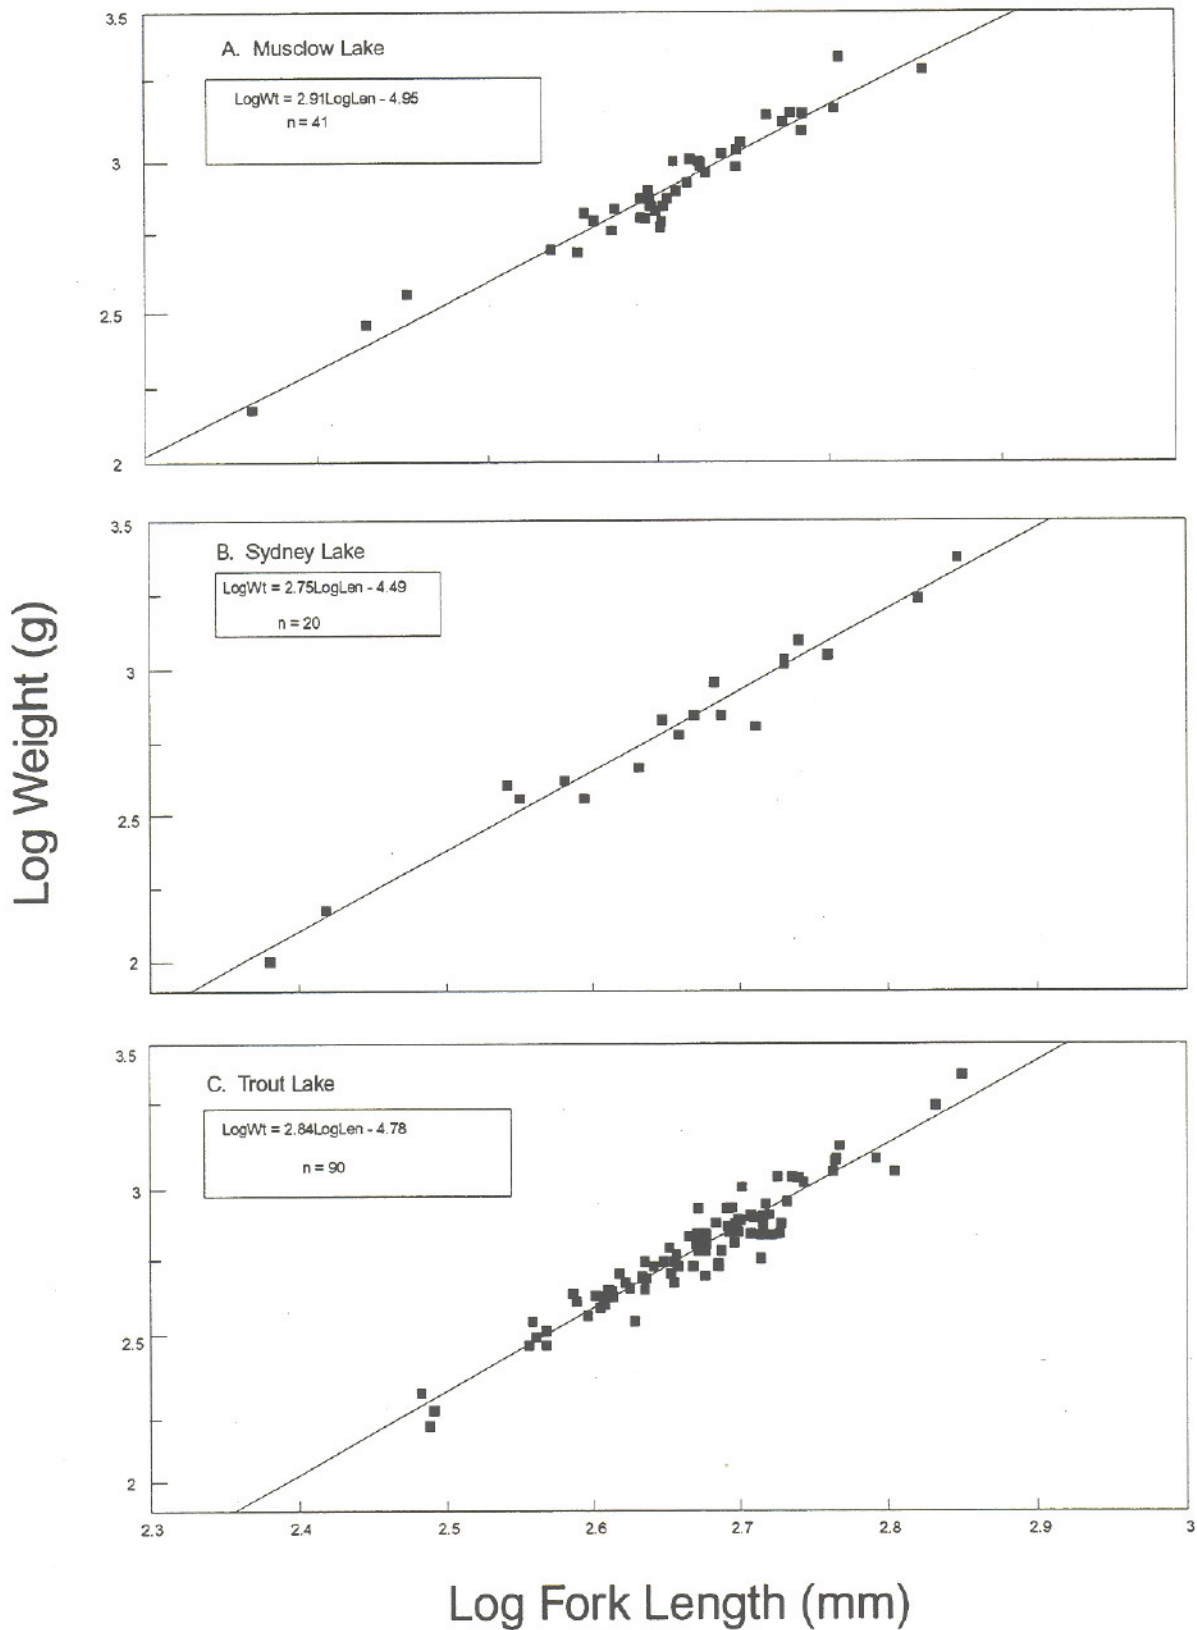 3.5
A. Musclow Lake
LogWt = 2.91LogLen - 4.95
n = 41
3
2.5
2
3.5
B. Sydney Lake
LogWt = 2.75LogLen - 4.49
n = 20
3
2.5
2
Log Weight (g)
3.5
C. Trout Lake
LogWt = 2.84LogLen - 4.78
n = 90
3
2.5
2
2.3 2.4 2.5 2.6 2.7 2.8 2.9 3
Log Fork Length (mm)